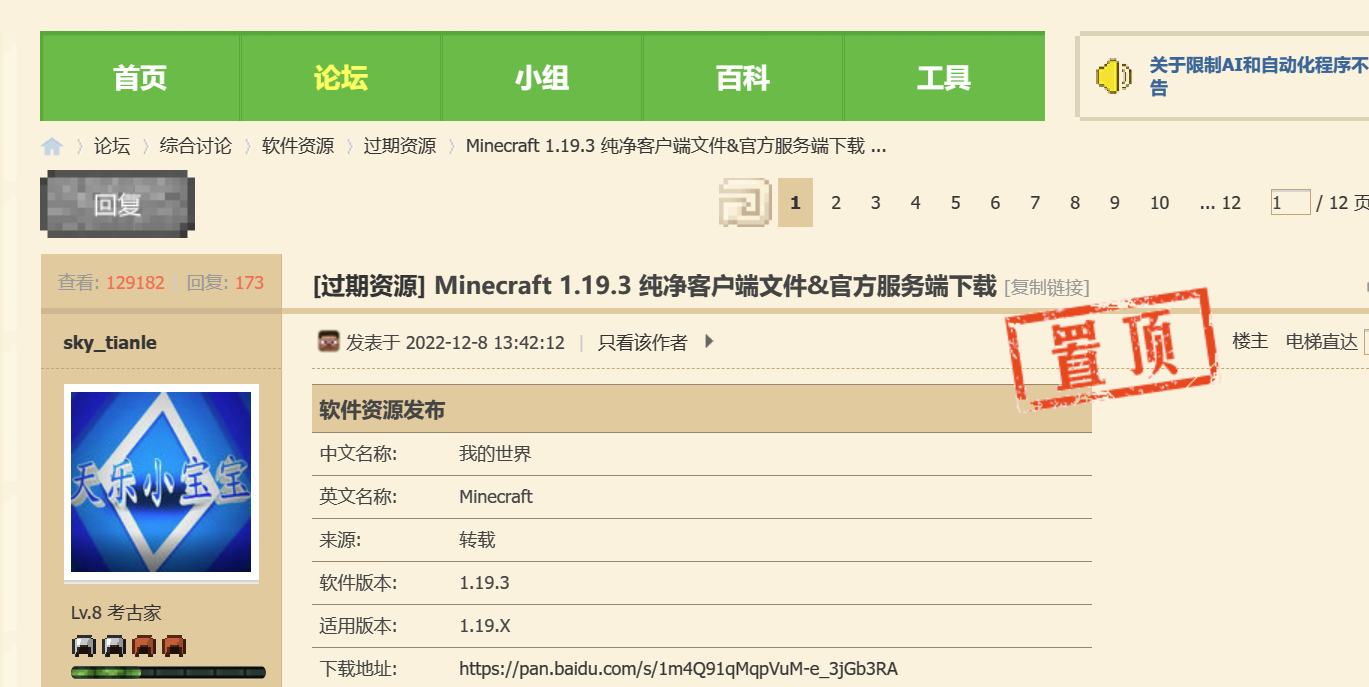 首页 论坛 小组 百科 工具
关于限制AI和自动化程序不
告
论坛 综合讨论 软件资源 过期资源 Minecraft 1.19.3 纯净客户端文件&官方服务端下载 ...
回复
1 2 3 4 5 6 7 8 9 10 ... 12 1 / 12 页
查看: 129182 回复: 173
[过期资源] Minecraft 1.19.3 纯净客户端文件&官方服务端下载 [复制链接]
sky_tianle
发表于 2022-12-8 13:42:12 | 只看该作者
置顶
楼主 电梯直达
软件资源发布
中文名称: 我的世界
英文名称: Minecraft
来源: 转载
软件版本: 1.19.3
适用版本: 1.19.X
下载地址: https://pan.baidu.com/s/1m4Q91qMqpVuM-e_3jGb3RA
天乐小宝宝
Lv.8 考古家